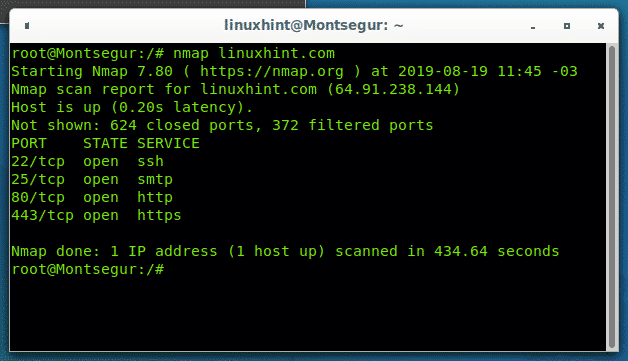 linuxhint@Montsegur: ~
root@Montsegur:/# nmap linuxhint.com
Starting Nmap 7.80 ( https://nmap.org ) at 2019-08-19 11:45 -03
Nmap scan report for linuxhint.com (64.91.238.144)
Host is up (0.20s latency).
Not shown: 624 closed ports, 372 filtered ports
PORT    STATE SERVICE
22/tcp  open  ssh
25/tcp  open  smtp
80/tcp  open  http
443/tcp open  https
Nmap done: 1 IP address (1 host up) scanned in 434.64 seconds
root@Montsegur:/#